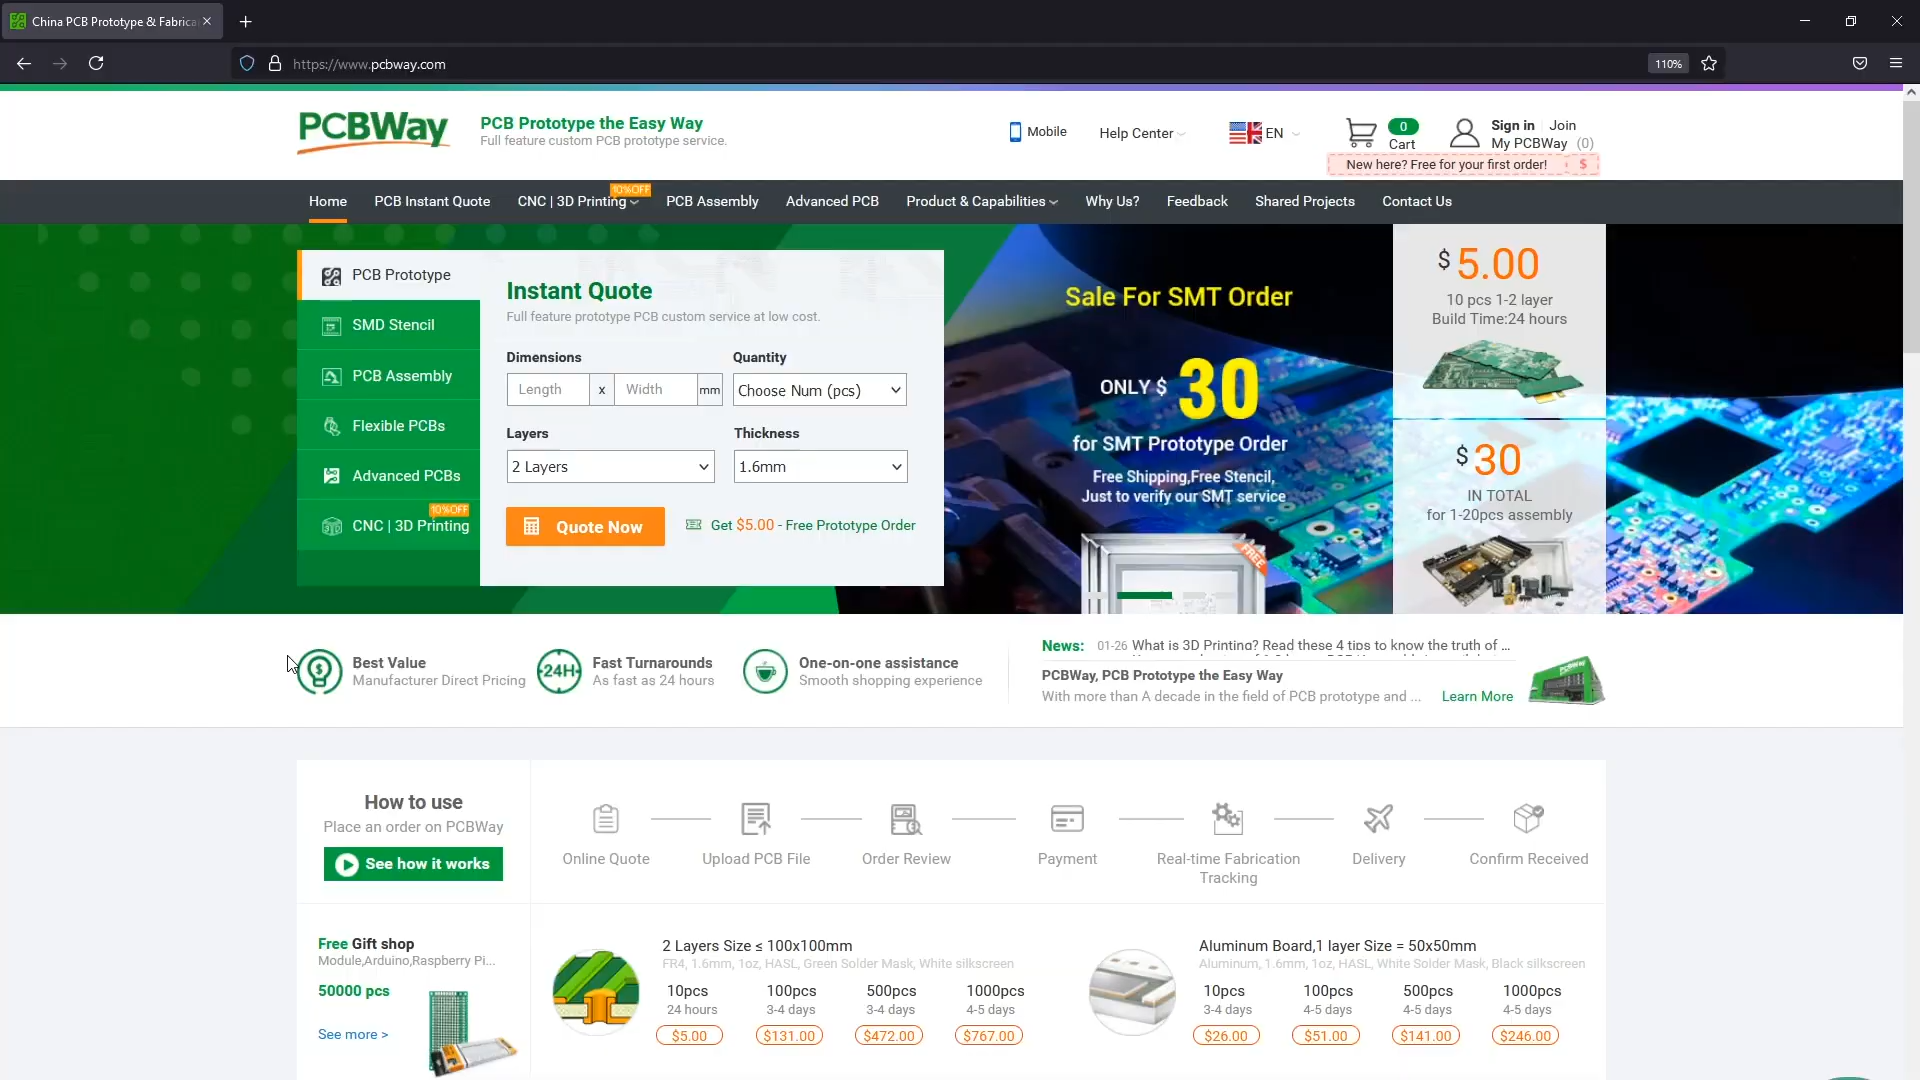 China PCB Prototype & Fabrica
https://www.pcbway.com
110%
PCBWay
PCB Prototype the Easy Way
Full feature custom PCB prototype service.
Mobile
Help Center
EN
0
Cart
Sign in
Join
My PCBWay (0)
New here? Free for your first order! $
Home
PCB Instant Quote
CNC | 3D Printing
10%OFF
PCB Assembly
Advanced PCB
Product & Capabilities
Why Us?
Feedback
Shared Projects
Contact Us
PCB Prototype
SMD Stencil
PCB Assembly
Flexible PCBs
Advanced PCBs
10%OFF
CNC | 3D Printing
Instant Quote
Full feature prototype PCB custom service at low cost.
Dimensions
Quantity
Length x Width mm
Choose Num (pcs)
Layers
Thickness
2 Layers
1.6mm
Quote Now
Get $5.00 - Free Prototype Order
Sale For SMT Order
ONLY $ 30
for SMT Prototype Order
Free Shipping,Free Stencil,
Just to verify our SMT service
FREE
$ 5.00
10 pcs 1-2 layer
Build Time:24 hours
$ 30
IN TOTAL
for 1-20pcs assembly
Best Value
Manufacturer Direct Pricing
24H
Fast Turnarounds
As fast as 24 hours
One-on-one assistance
Smooth shopping experience
News: 01-26 What is 3D Printing? Read these 4 tips to know the truth of ...
PCBWay, PCB Prototype the Easy Way
With more than A decade in the field of PCB prototype and ... Learn More
PCBWay
How to use
Place an order on PCBWay
See how it works
Online Quote
Upload PCB File
Order Review
Payment
Real-time Fabrication
Tracking
Delivery
Confirm Received
Free Gift shop
Module,Arduino,Raspberry Pi...
50000 pcs
See more >
2 Layers Size ≤ 100x100mm
FR4, 1.6mm, 1oz, HASL, Green Solder Mask, White silkscreen
10pcs 100pcs 500pcs 1000pcs
24 hours 3-4 days 3-4 days 4-5 days
$5.00 $131.00 $472.00 $767.00
Aluminum Board,1 layer Size = 50x50mm
Aluminum, 1.6mm, 1oz, HASL, White Solder Mask, Black silkscreen
10pcs 100pcs 500pcs 1000pcs
3-4 days 4-5 days 4-5 days 4-5 days
$26.00 $51.00 $141.00 $246.00